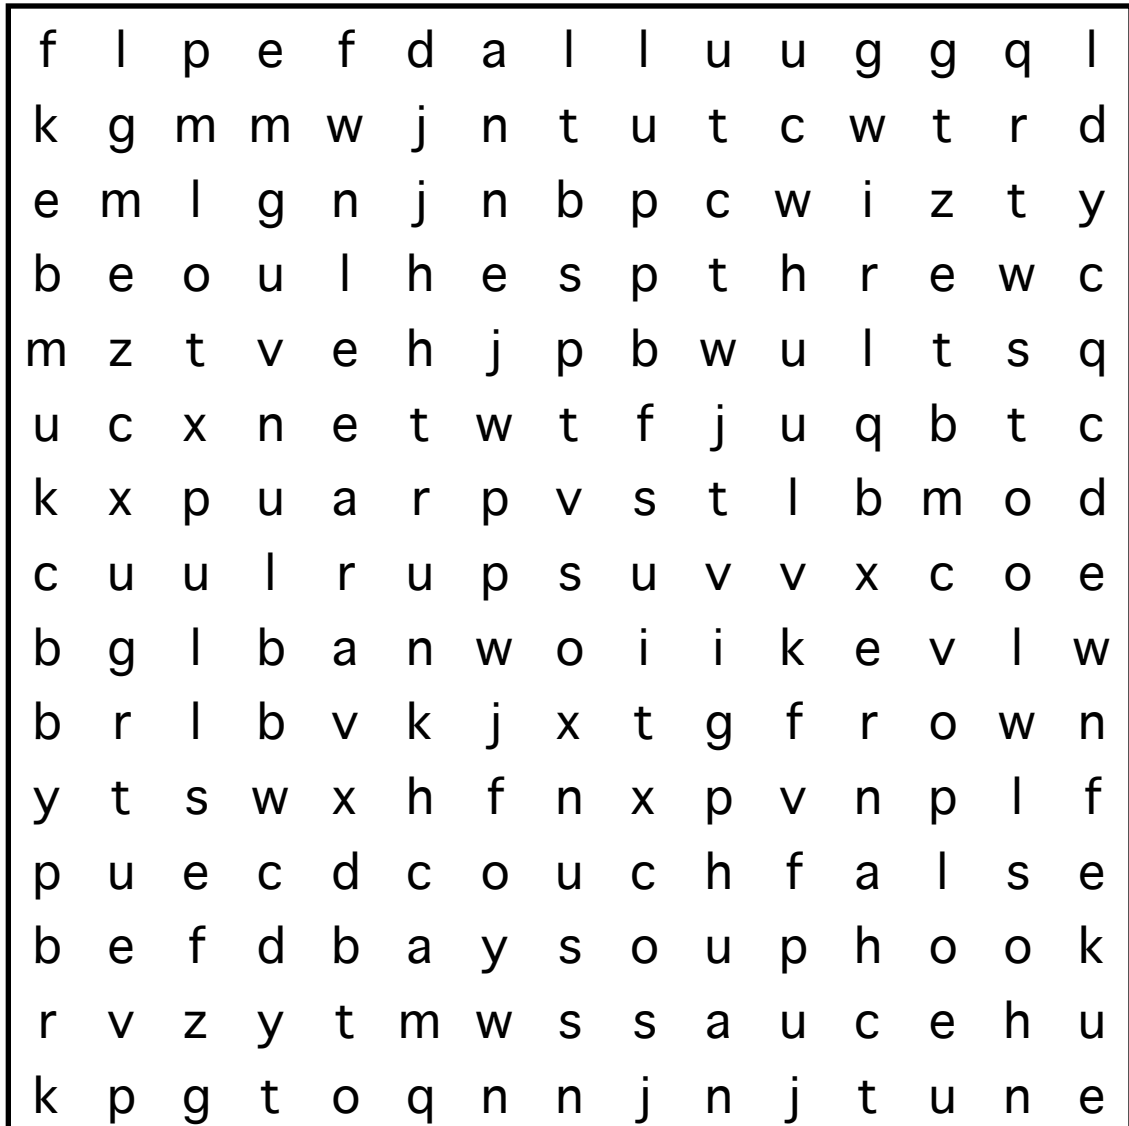 f l p e f d a l l u u g g q l
k g m m w j n t u t c w t r d
e m l g n j n b p c w i z t y
b e o u l h e s p t h r e w c
m z t v e h j p b w u l t s q
u c x n e t w t f j u q b t c
k x p u a r p v s t l b m o d
c u u l r u p s u v v x c o e
b g l b a n w o i i k e v l w
b r l b v k j x t g f r o w n
y t s w x h f n x p v n p l f
p u e c d c o u c h f a l s e
b e f d b a y s o u p h o o k
r v z y t m w s s a u c e h u
k p g t o q n n j n j t u n e